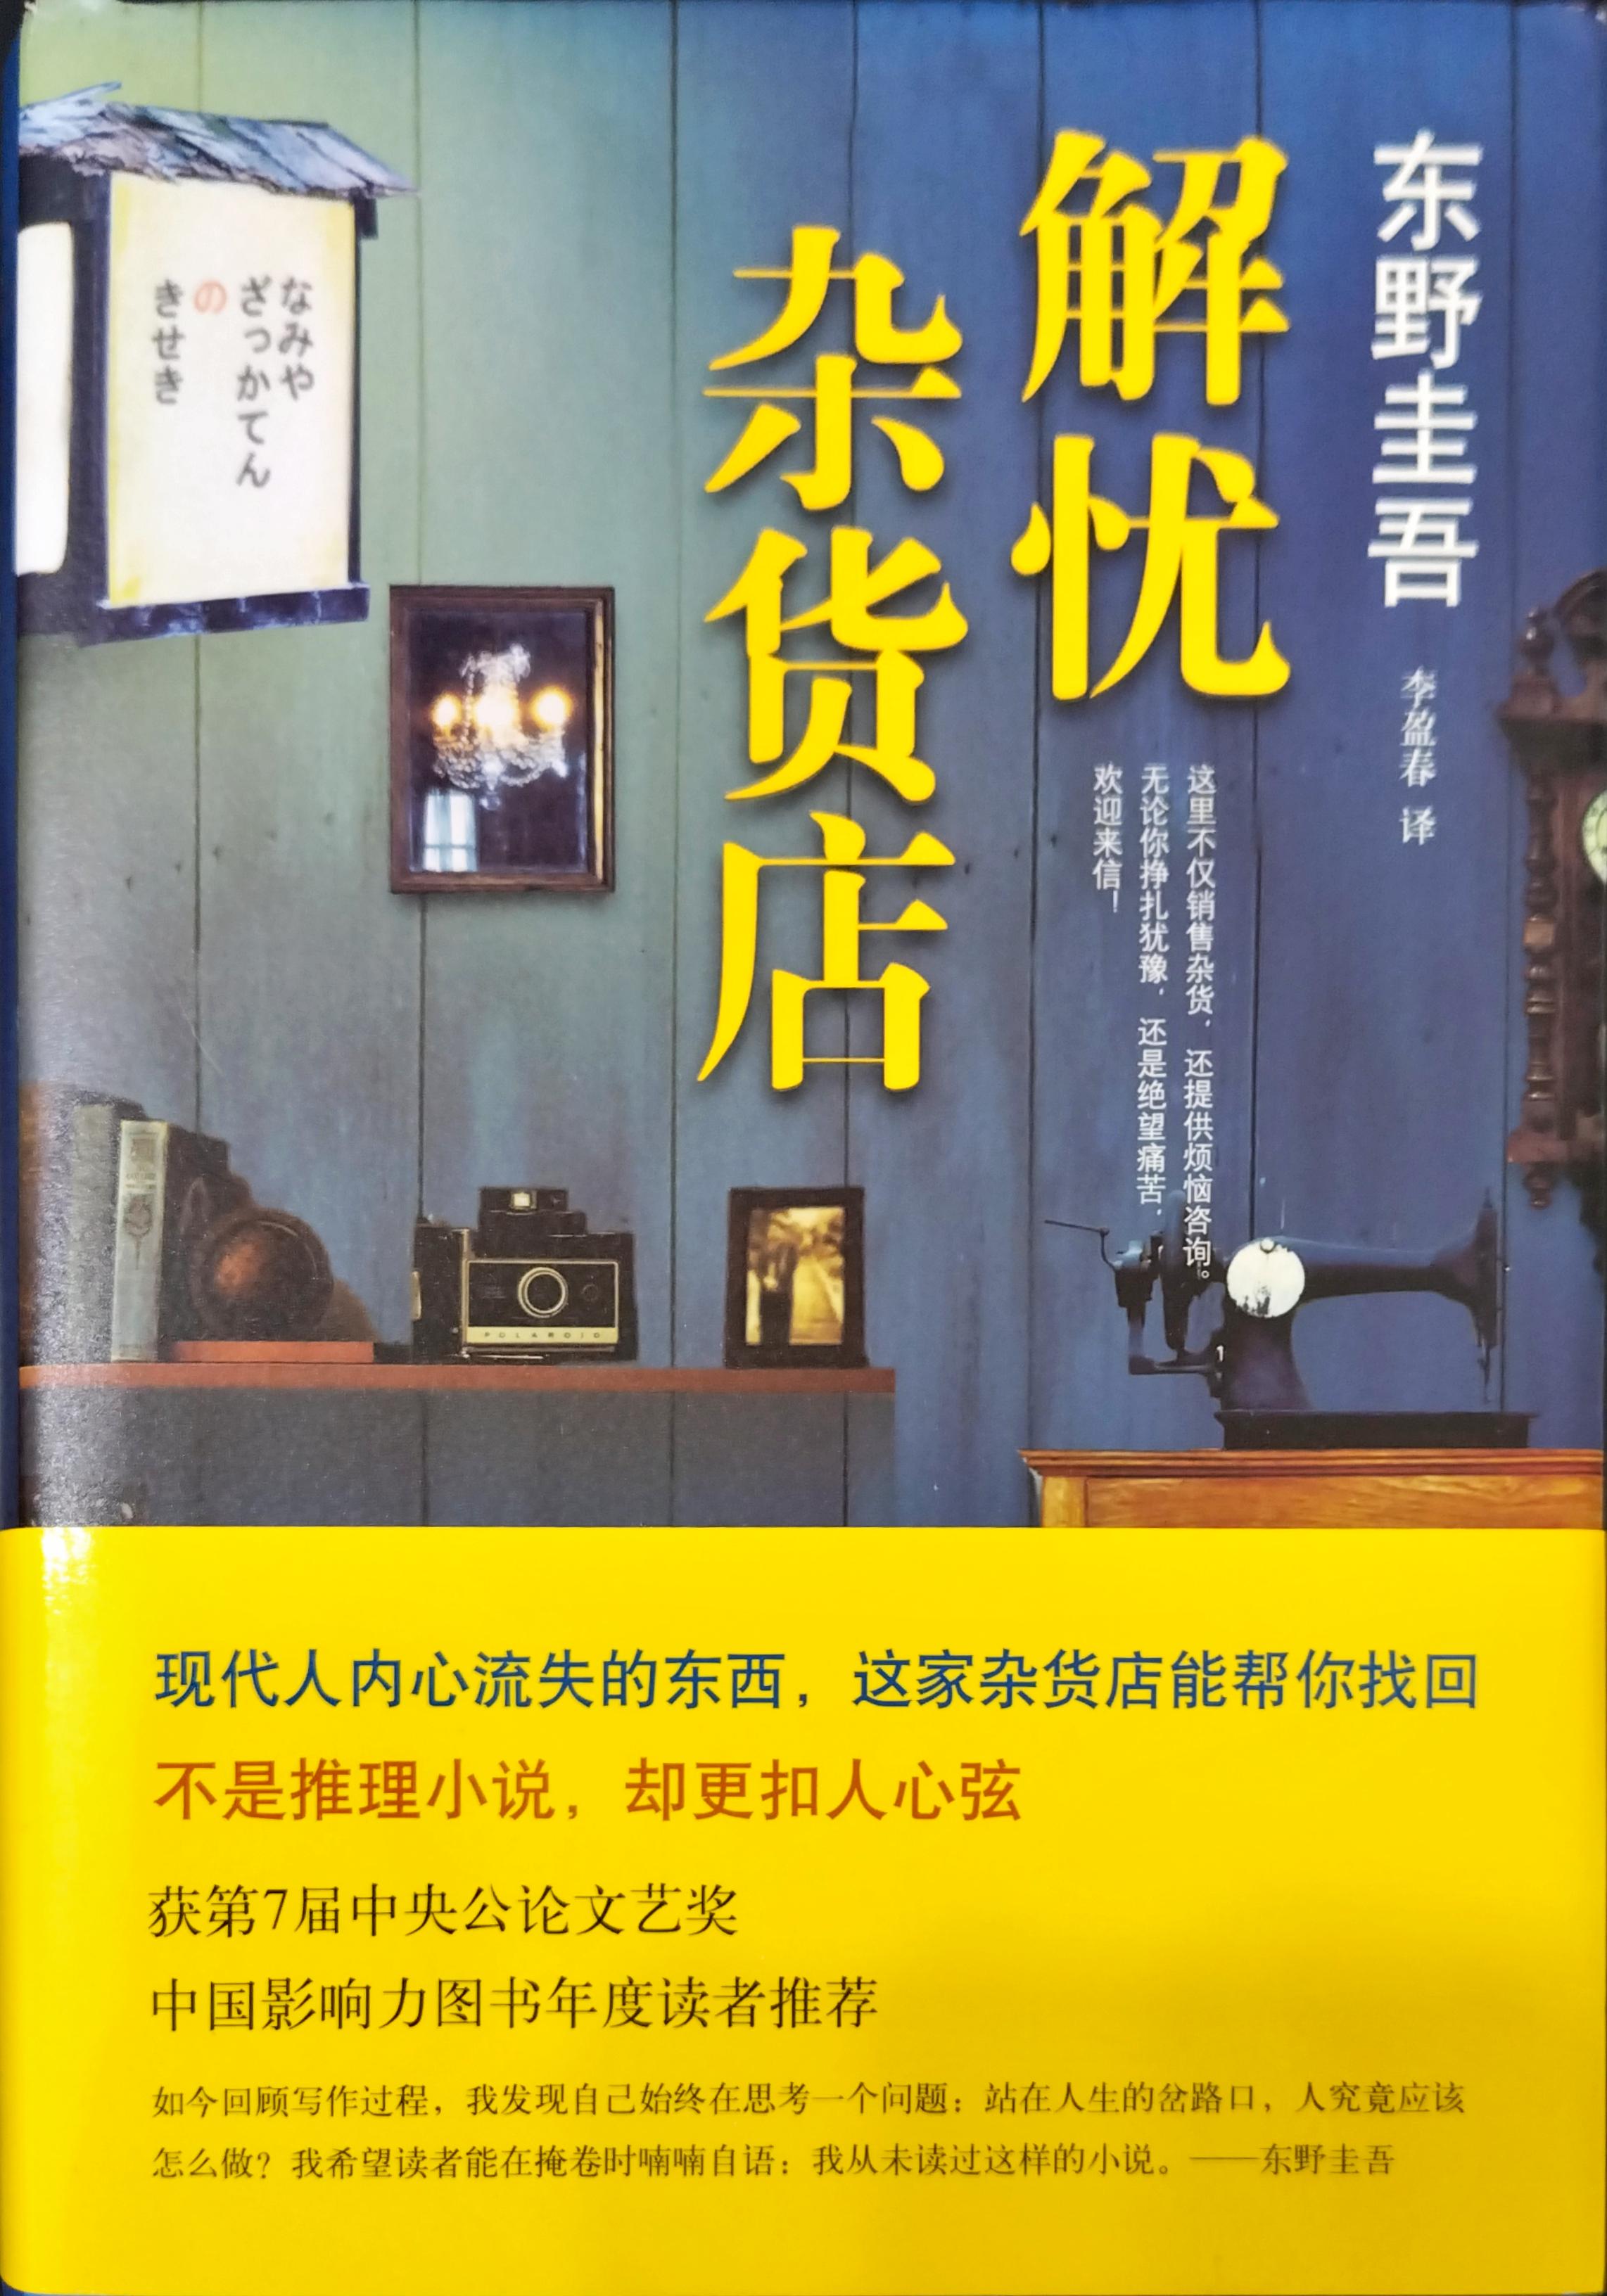 东野圭吾
李盈春 译
解忧
杂货店
这里不仅销售杂货，还提供烦恼咨询。
无论你挣扎犹豫，还是绝望痛苦，
欢迎来信！
なみや
ざっかてん
の
きせき
POLAROID
现代人内心流失的东西，这家杂货店能帮你找回
不是推理小说，却更扣人心弦
获第7届中央公论文艺奖
中国影响力图书年度读者推荐
如今回顾写作过程，我发现自己始终在思考一个问题：站在人生的岔路口，人究竟应该
怎么做？我希望读者能在掩卷时喃喃自语：我从未读过这样的小说。——东野圭吾